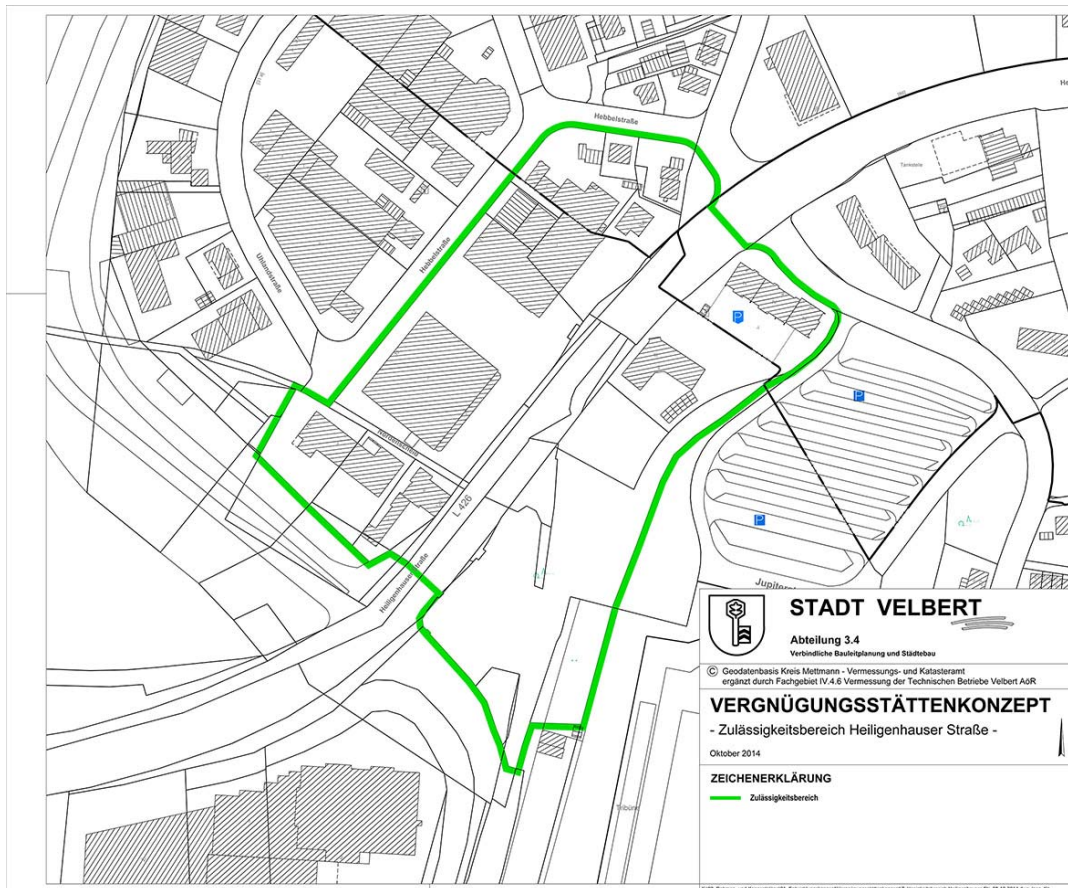 Hebbelstraße
Tankstelle
Hebbelstraße
Uhlandstraße
P
P
L 426
P
Heiligenhauser Straße
STADT VELBERT
Abteilung 3.4
Verbindliche Bauleitplanung und Städtebau
© Geodatenbasis Kreis Mettmann - Vermessungs- und Katasteramt
ergänzt durch Fachgebiet IV.4.6 Vermessung der Technischen Betriebe Velbert AöR
VERGNÜGUNGSSTÄTTENKONZEPT
- Zulässigkeitsbereich Heiligenhauser Straße -
Oktober 2014
ZEICHENERKLÄRUNG
Zulässigkeitsbereich
Tribüne